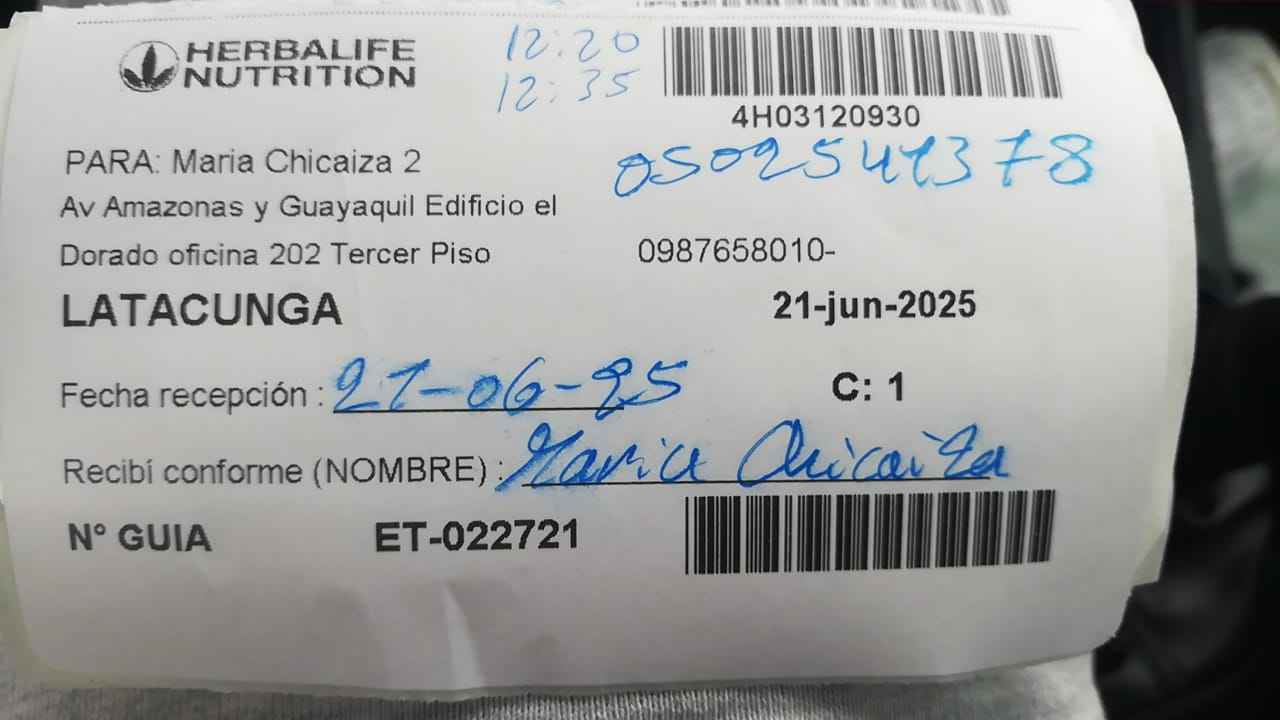 HERBALIFE NUTRITION
12:20
12:35
4H03120930
PARA: Maria Chicaiza 2
0502541378
Av Amazonas y Guayaquil Edificio el
Dorado oficina 202 Tercer Piso 0987658010-
LATACUNGA 21-jun-2025
Fecha recepción : 21-06-25 C: 1
Recibí conforme (NOMBRE) : Maria Chicaiza
Nº GUIA ET-022721